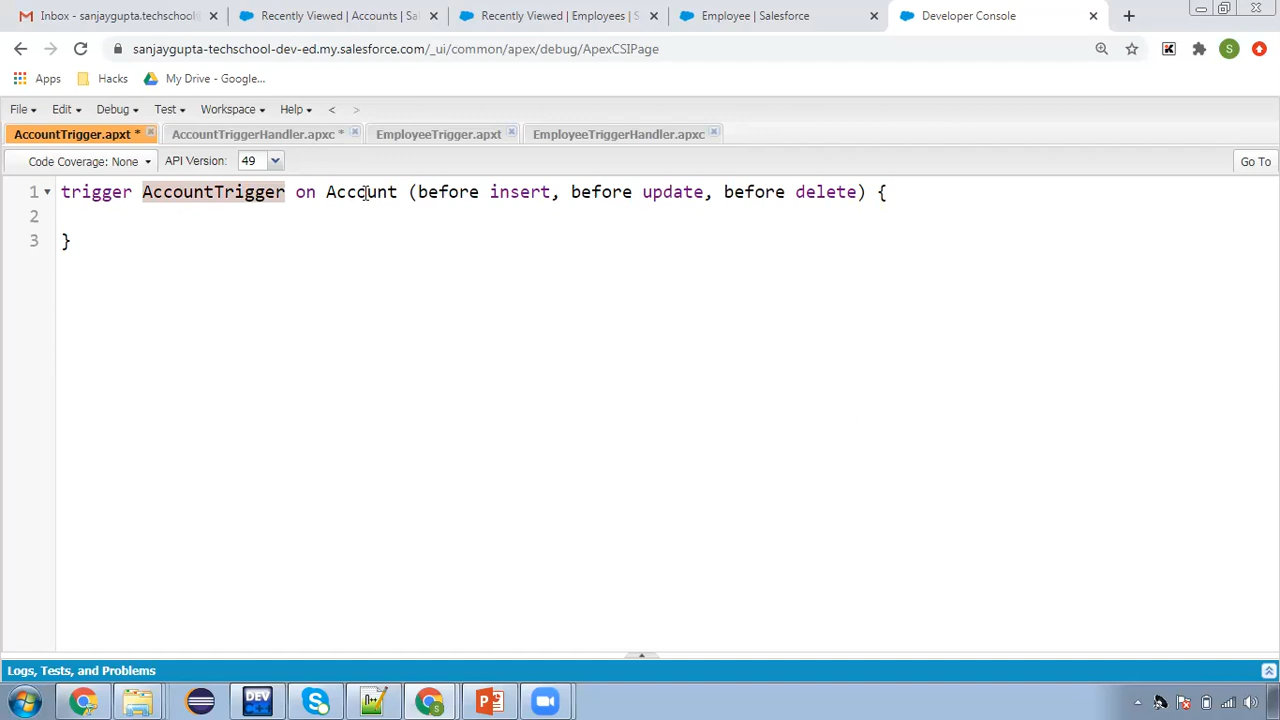 Inbox - sanjaygupta.techschool
Recently Viewed | Accounts | Sal
Recently Viewed | Employees | S
Employee | Salesforce
Developer Console
sanjaygupta-techschool-dev-ed.my.salesforce.com/_ui/common/apex/debug/ApexCSIPage
S
Apps
Hacks
My Drive - Google...
File
Edit
Debug
Test
Workspace
Help
<
>
AccountTrigger.apxt *
AccountTriggerHandler.apxc *
EmployeeTrigger.apxt
EmployeeTriggerHandler.apxc
Code Coverage: None
API Version:
49
Go To
1 trigger AccountTrigger on Account (before insert, before update, before delete) {
2
3 }
Logs, Tests, and Problems
DEV
C++